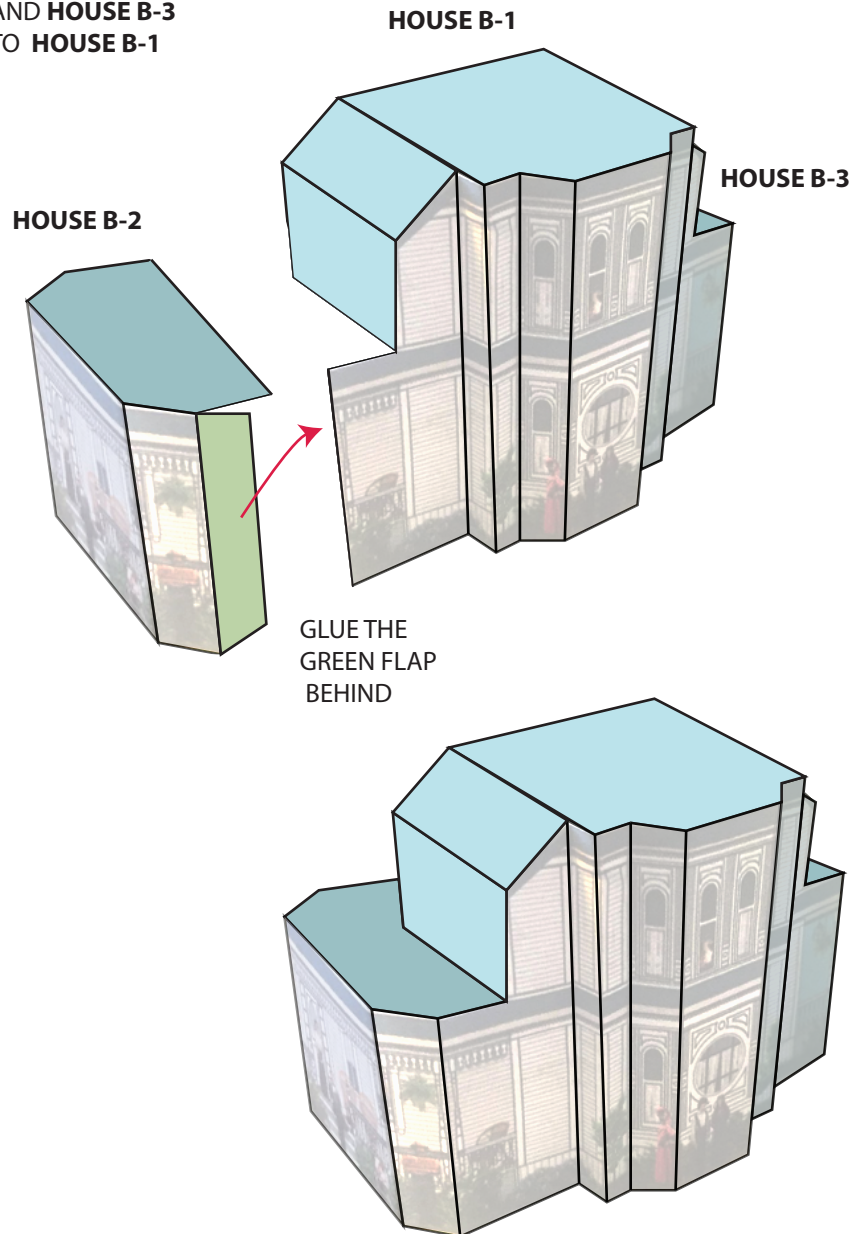 AND HOUSE B-3
TO HOUSE B-1
HOUSE B-1
HOUSE B-3
HOUSE B-2
GLUE THE
GREEN FLAP
BEHIND